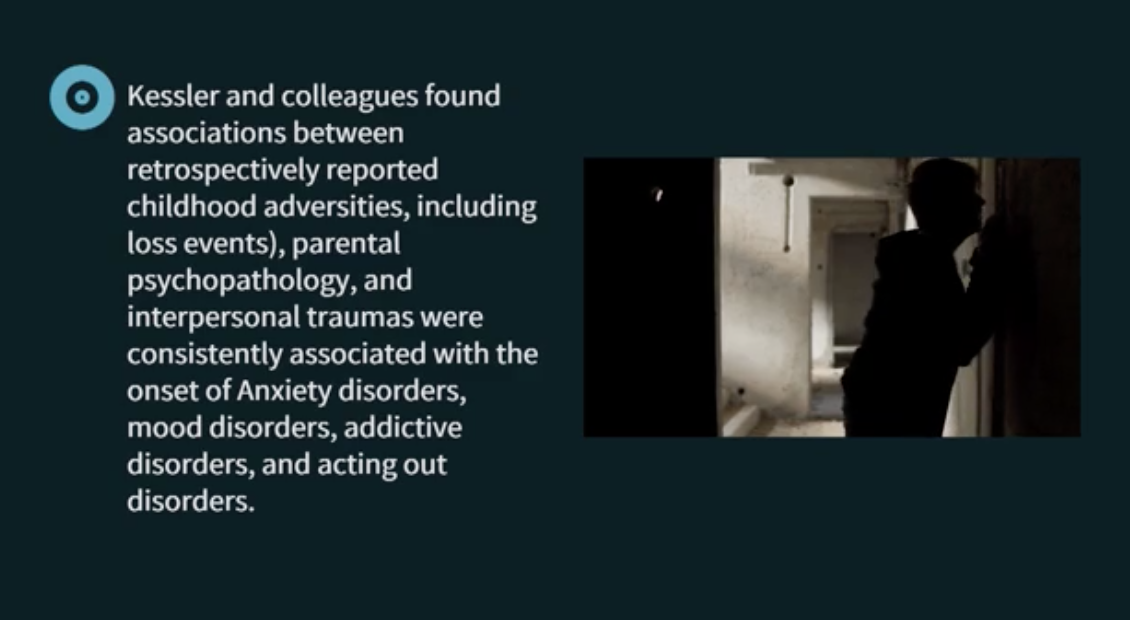 Kessler and colleagues found
associations between
retrospectively reported
childhood adversities, including
loss events), parental
psychopathology, and
interpersonal traumas were
consistently associated with the
onset of Anxiety disorders,
mood disorders, addictive
disorders, and acting out
disorders.